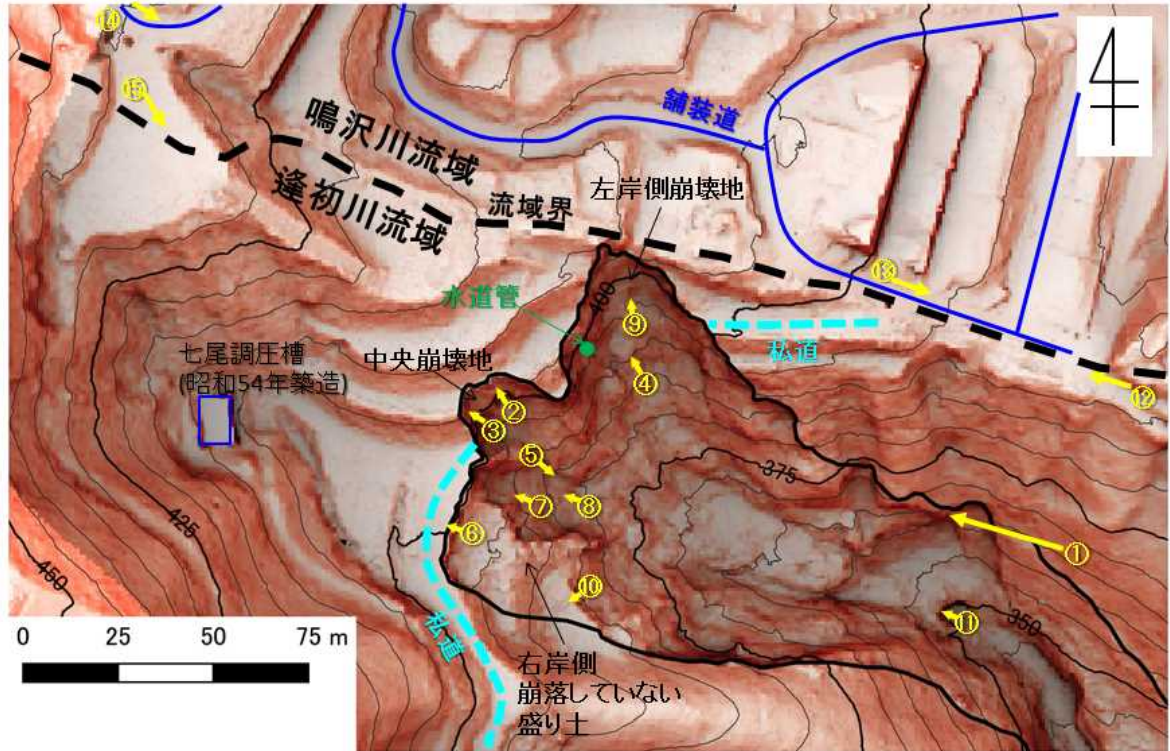 ⑭
⑮
鳴沢川流域
逢初川流域
流域界
舗装道
左岸側崩壊地
⑬
水道管
400
⑨
私道
七尾調圧槽
(昭和54年築造)
中央崩壊地
④
⑫
②
③
⑤
375
⑦
⑧
425
⑥
①
450
⑩
⑪
350
0 25 50 75 m
私道
右岸側
崩落していない
盛り土